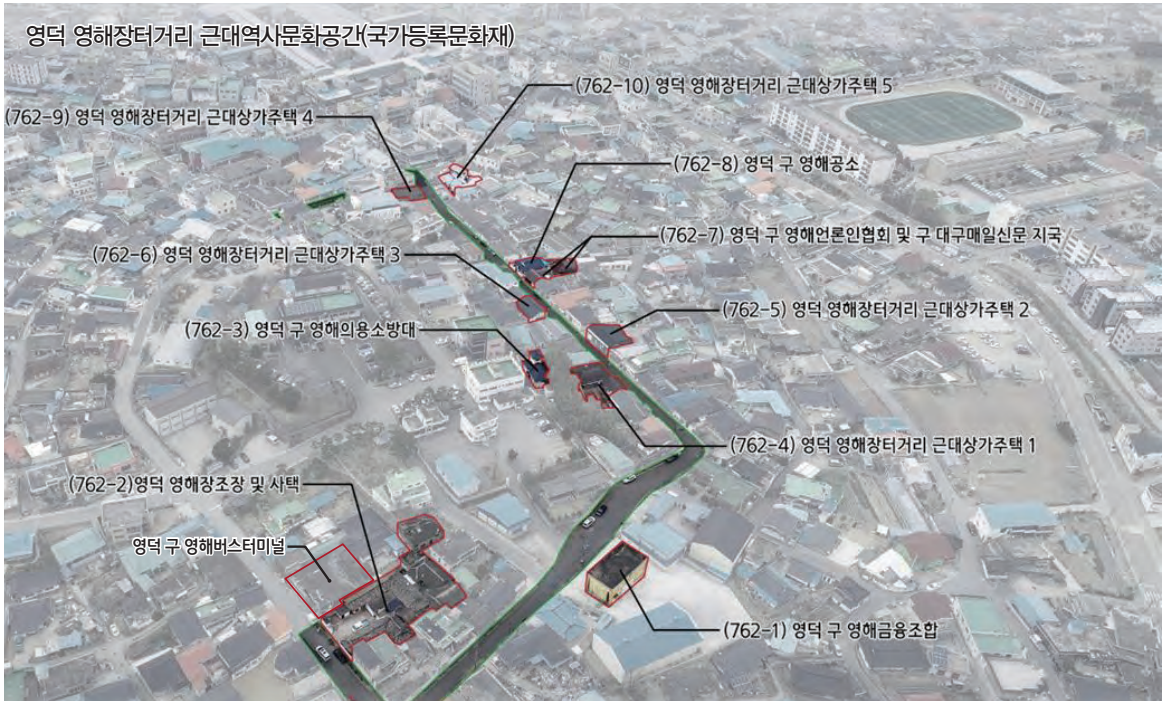 영덕 영해장터거리 근대역사문화공간(국가등록문화재)
(762-10) 영덕 영해장터거리 근대상가주택 5
(762-9) 영덕 영해장터거리 근대상가주택 4
(762-8) 영덕 구 영해공소
(762-7) 영덕 구 영해언론인협회 및 구 대구매일신문 지국
(762-6) 영덕 영해장터거리 근대상가주택 3
(762-5) 영덕 영해장터거리 근대상가주택 2
(762-3) 영덕 구 영해의용소방대
(762-4) 영덕 영해장터거리 근대상가주택 1
(762-2)영덕 영해장조장 및 사택
영덕 구 영해버스터미널
(762-1) 영덕 구 영해금융조합